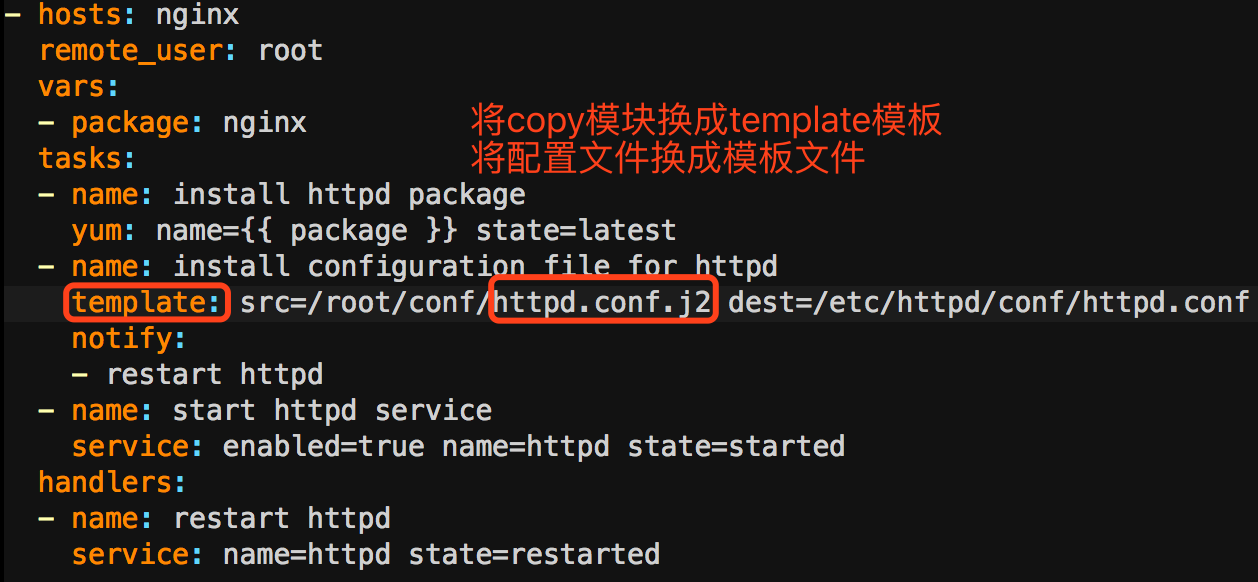 - hosts: nginx
  remote_user: root
  vars:
  - package: nginx
将copy模块换成template模板
  tasks:
将配置文件换成模板文件
  - name: install httpd package
    yum: name={{ package }} state=latest
  - name: install configuration file for httpd
    template: src=/root/conf/httpd.conf.j2 dest=/etc/httpd/conf/httpd.conf
    notify:
    - restart httpd
  - name: start httpd service
    service: enabled=true name=httpd state=started
  handlers:
  - name: restart httpd
    service: name=httpd state=restarted